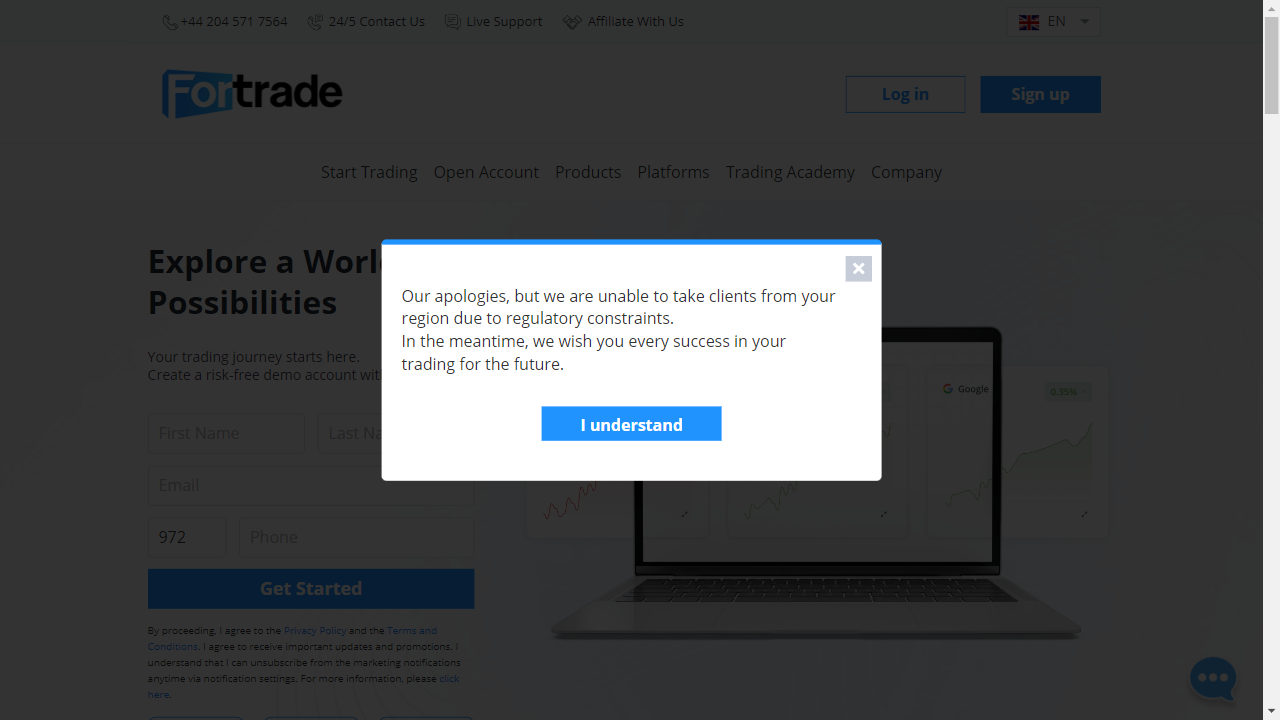 +44 204 571 7564
24/5 Contact Us
Live Support
Affiliate With Us
EN
Fortrade
Log in
Sign up
Start Trading
Open Account
Products
Platforms
Trading Academy
Company
Explore a Worl
Possibilities
Your trading journey starts here.
Create a risk-free demo account
First Name
Last Na
Email
972
Phone
Get Started
By proceeding, I agree to the Privacy Policy and the Terms and
Conditions. I agree to receive important updates and promotions. I
understand that I can unsubscribe from the marketing notifications
anytime via notification settings. For more information, please click
here.
Our apologies, but we are unable to take clients from your
region due to regulatory constraints.
In the meantime, we wish you every success in your
trading for the future.
I understand
Google
0.35%